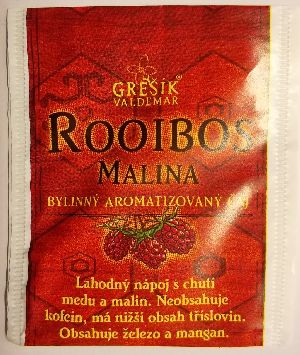 GREŠÍK®
VALDEMAR
ROOIBOS
MALINA
BYLINNÝ AROMATIZOVANÝ ČAJ
Lahodný nápoj s chutí
medu a malin. Neobsahuje
kofein, má nižší obsah tříslovin.
Obsahuje železo a mangan.